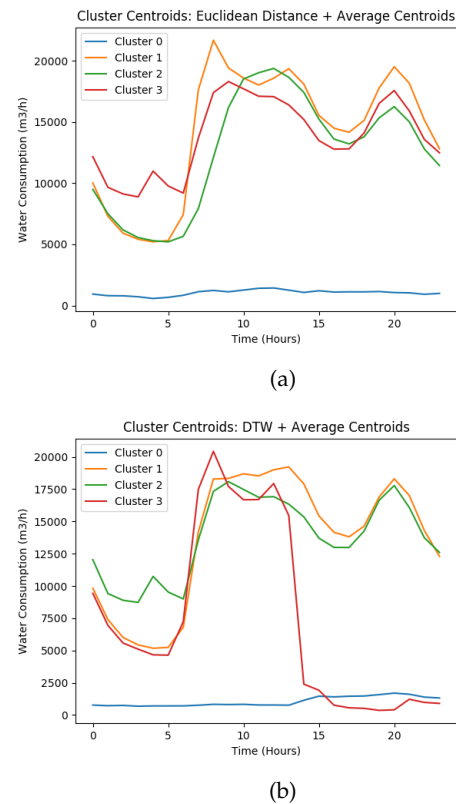 Cluster Centroids: Euclidean Distance + Average Centroids
Cluster 0
Cluster 1
Cluster 2
Cluster 3
Water Consumption (m3/h)
20000
15000
10000
5000
0
0 5 10 15 20
Time (Hours)
(a)
Cluster Centroids: DTW + Average Centroids
Cluster 0
Cluster 1
Cluster 2
Cluster 3
Water Consumption (m3/h)
20000
17500
15000
12500
10000
7500
5000
2500
0
0 5 10 15 20
Time (Hours)
(b)